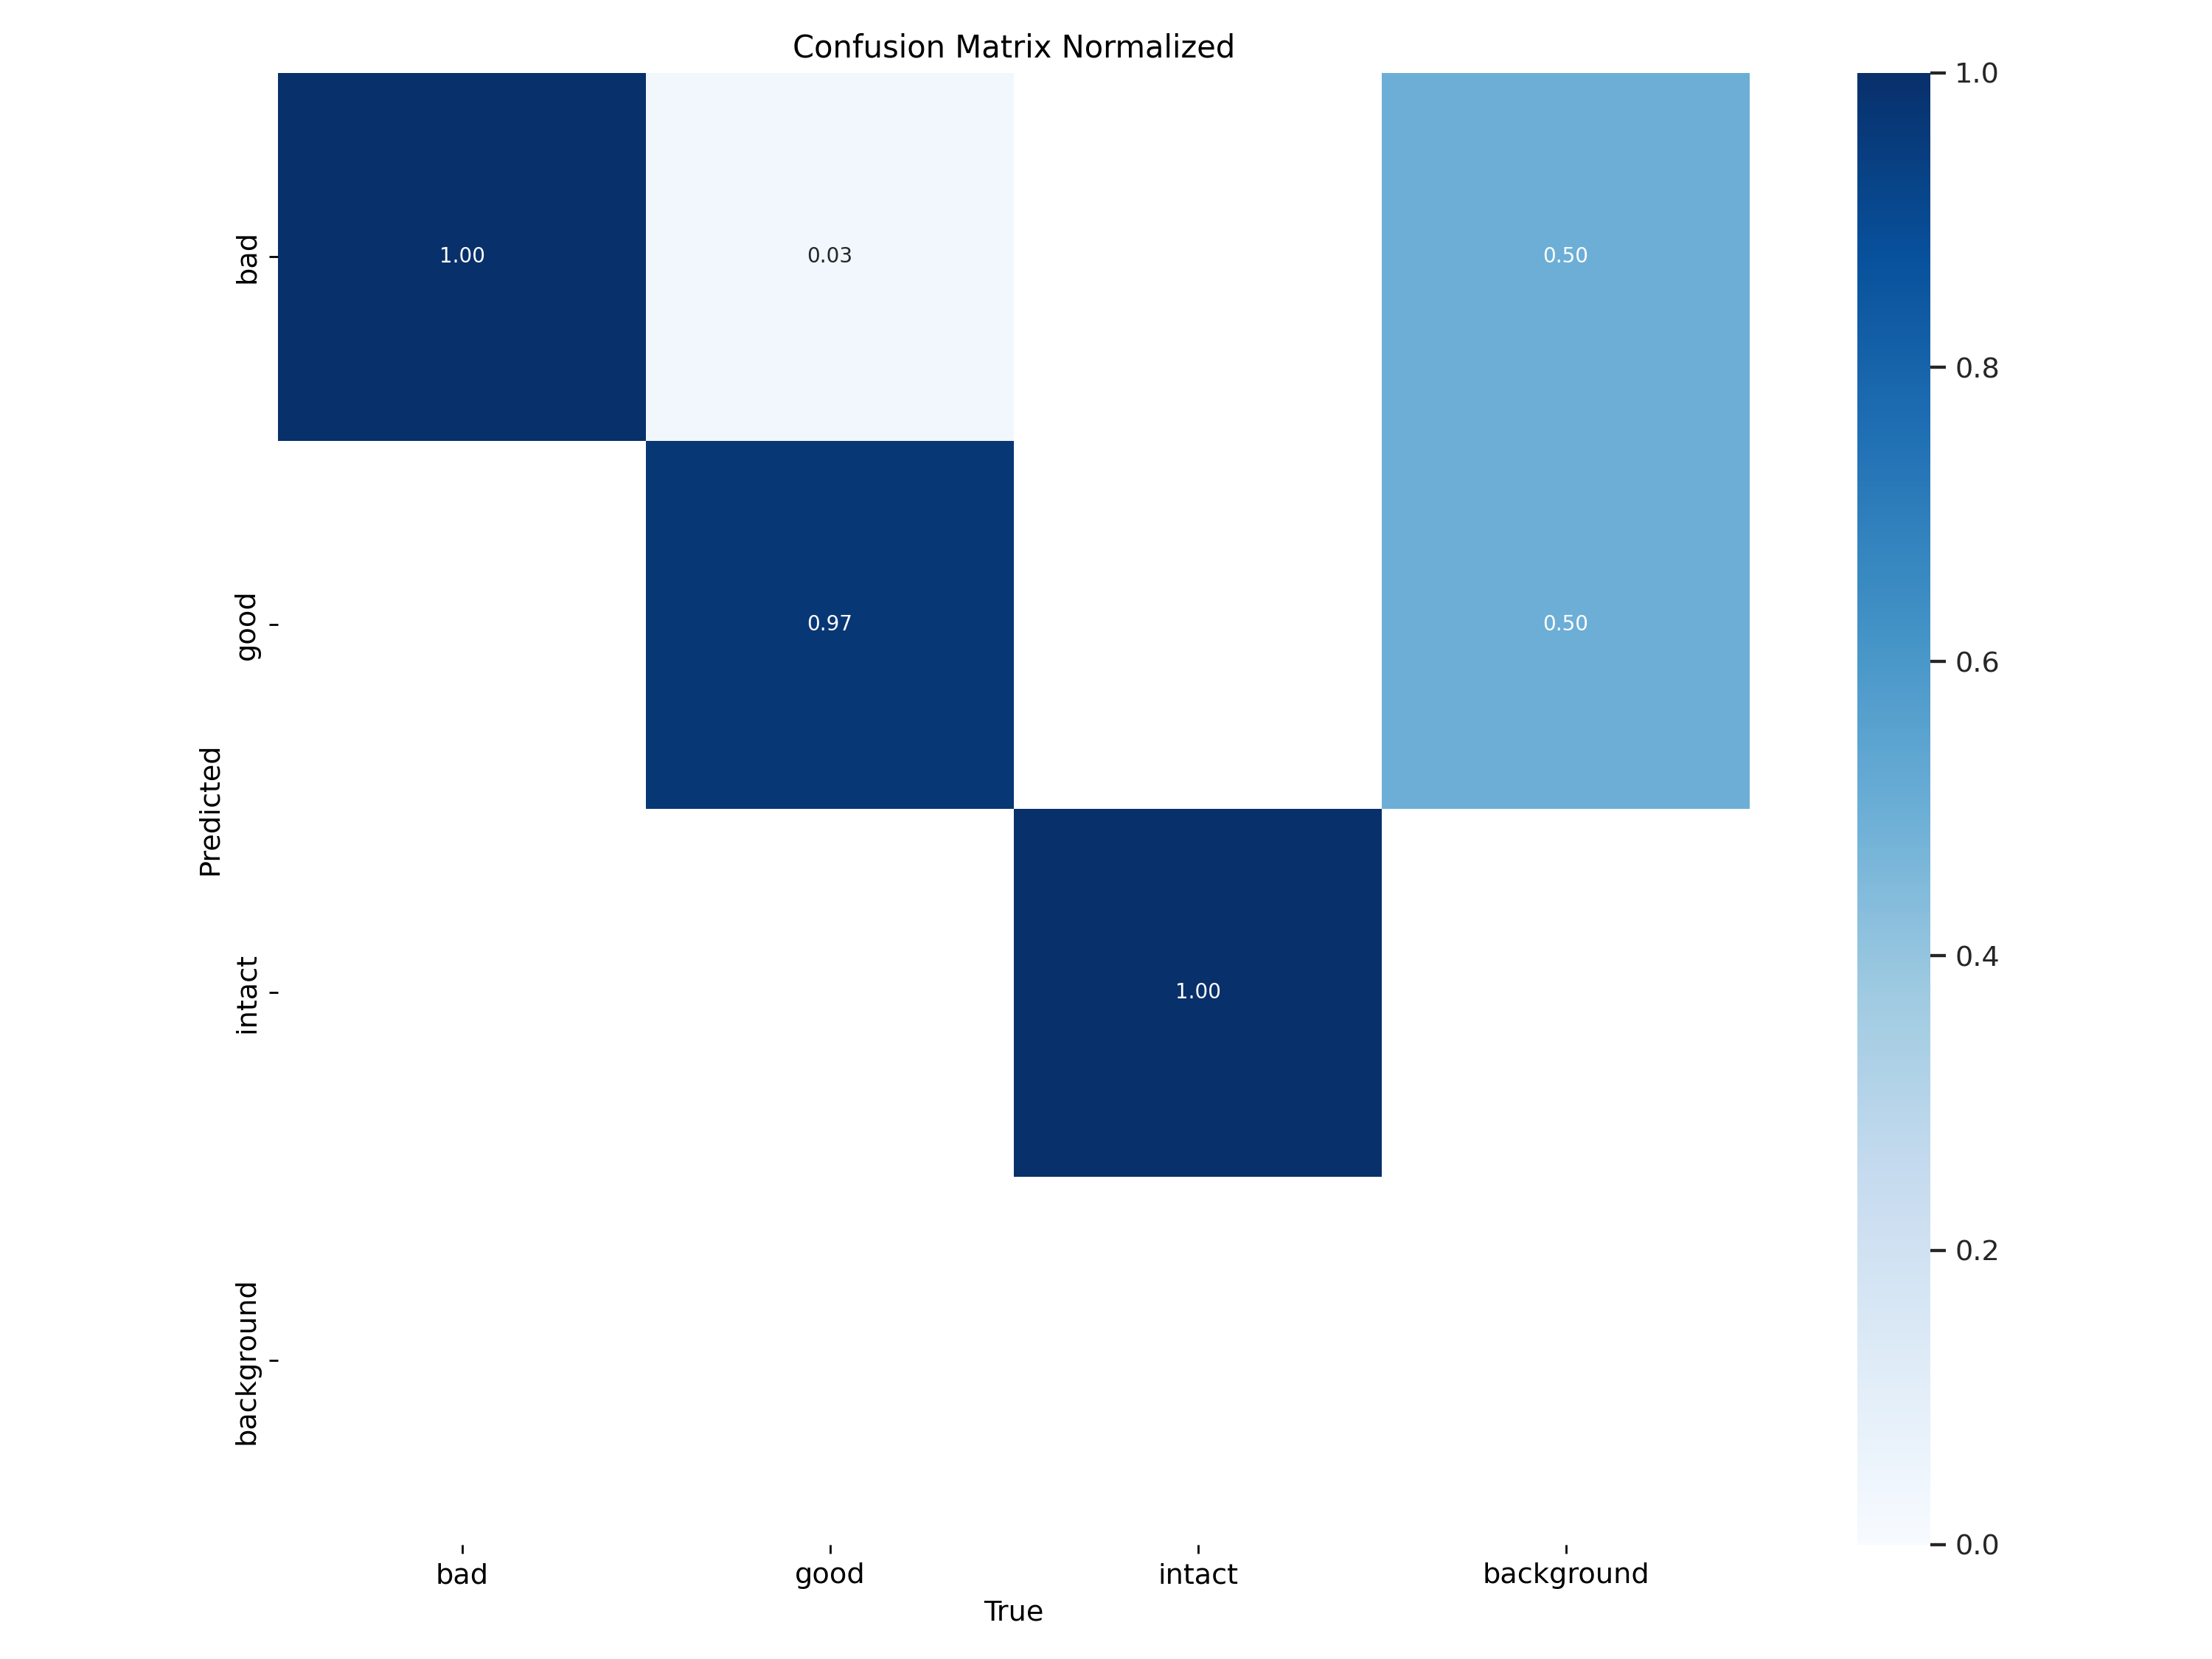 Confusion Matrix Normalized
bad
good
intact
background
Predicted
1.00
0.03
0.50
0.97
0.50
1.00
bad
good
intact
background
True
1.0
0.8
0.6
0.4
0.2
0.0